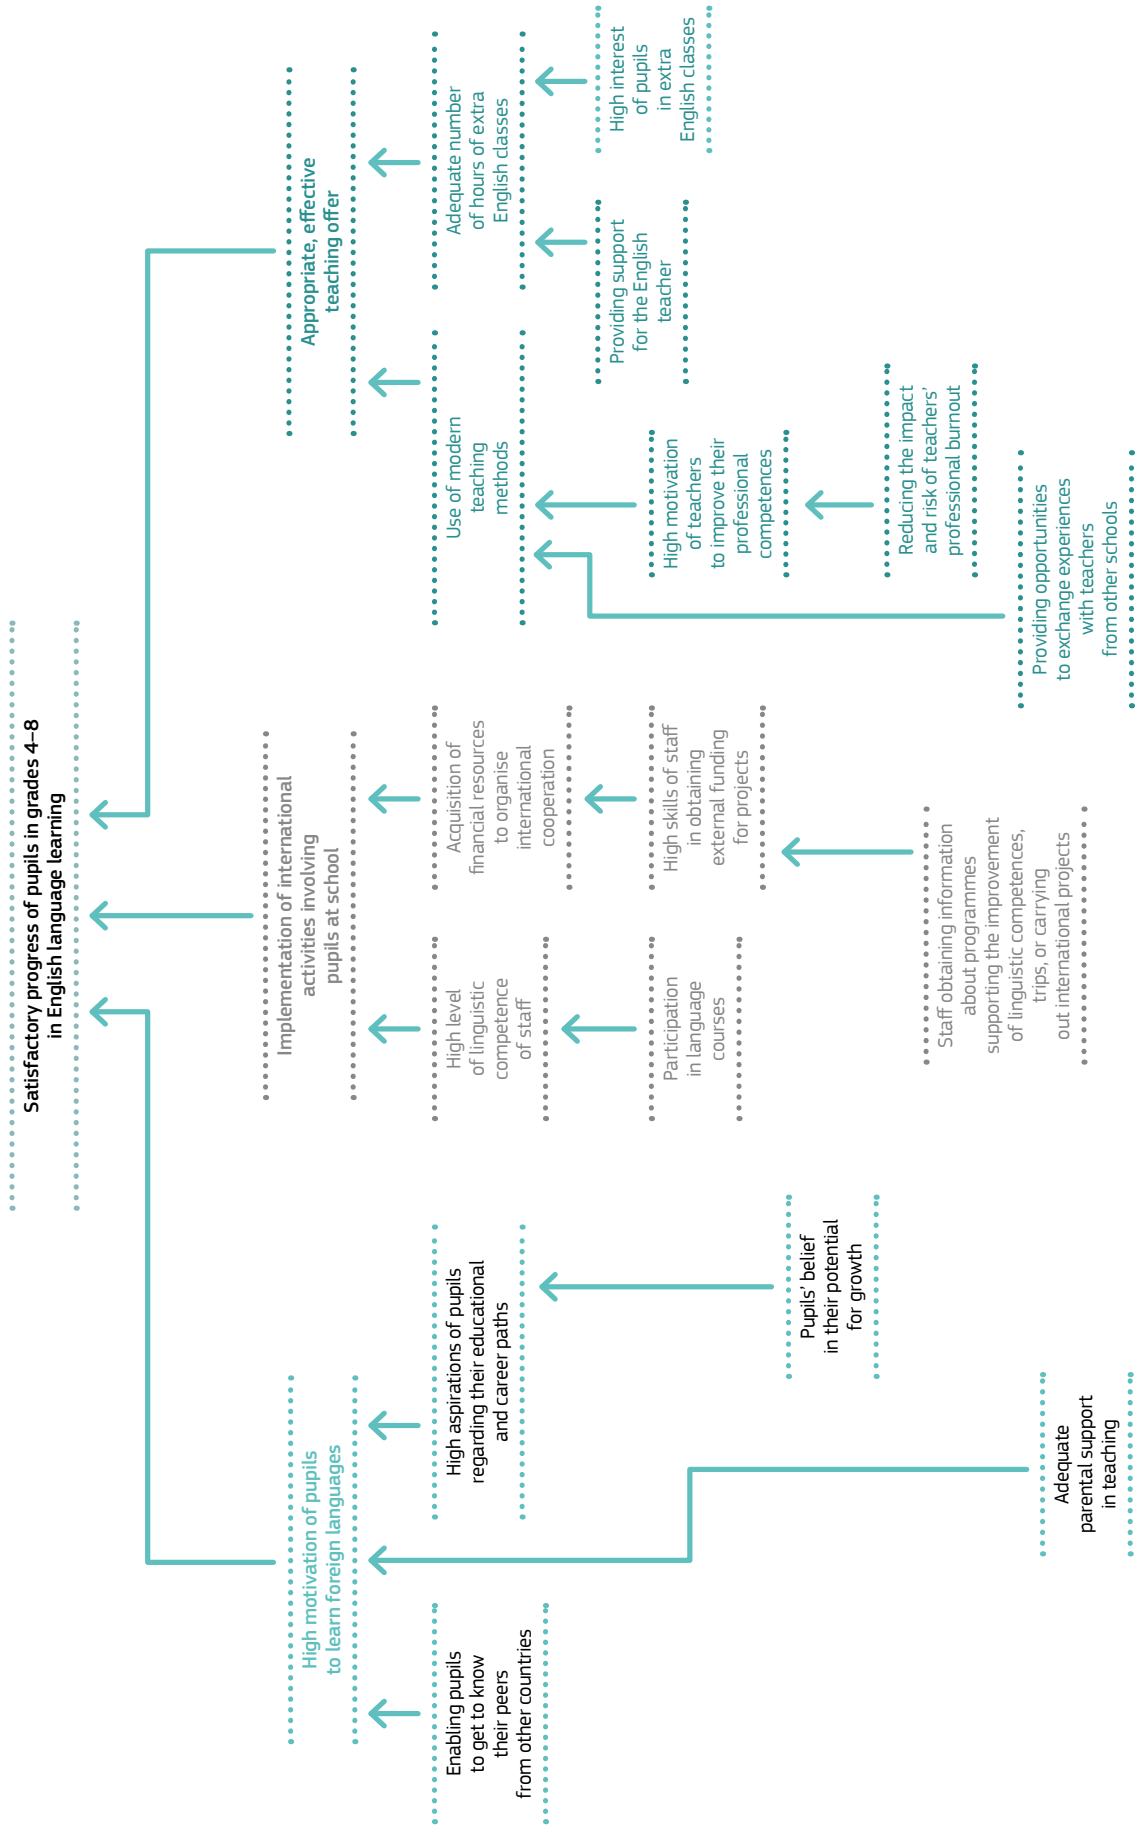 Satisfactory progress of pupils in grades 4–8
in English language learning
High motivation of pupils
to learn foreign languages
Enabling pupils
to get to know
their peers
from other countries
High aspirations of pupils
regarding their educational
and career paths
Pupils’ belief
in their potential
for growth
Adequate
parental support
in teaching
Implementation of international
activities involving
pupils at school
High level
of linguistic
competence
of staff
Participation
in language
courses
Acquisition of
financial resources
to organise
international
cooperation
High skills of staff
in obtaining
external funding
for projects
Staff obtaining information
about programmes
supporting the improvement
of linguistic competences,
trips, or carrying
out international projects
Appropriate, effective
teaching offer
Use of modern
teaching
methods
High motivation
of teachers
to improve their
professional
competences
Reducing the impact
and risk of teachers’
professional burnout
Providing opportunities
to exchange experiences
with teachers
from other schools
Adequate number
of hours of extra
English classes
Providing support
for the English
teacher
High interest
of pupils
in extra
English classes